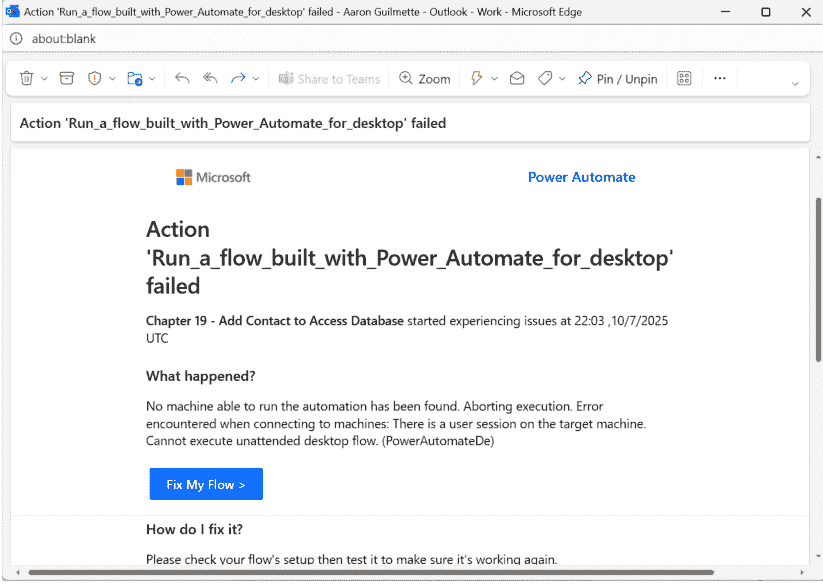 Action 'Run_a_flow_built_with_Power_Automate_for_desktop' failed - Aaron Guilmette - Outlook - Work - Microsoft Edge
about:blank
Share to Teams Zoom Pin / Unpin
Action 'Run_a_flow_built_with_Power_Automate_for_desktop' failed
Microsoft Power Automate
Action
'Run_a_flow_built_with_Power_Automate_for_desktop'
failed
Chapter 19 - Add Contact to Access Database started experiencing issues at 22:03 ,10/7/2025
UTC
What happened?
No machine able to run the automation has been found. Aborting execution. Error
encountered when connecting to machines: There is a user session on the target machine.
Cannot execute unattended desktop flow. (PowerAutomateDe)
Fix My Flow >
How do I fix it?
Please check your flow's setup then test it to make sure it's working again.